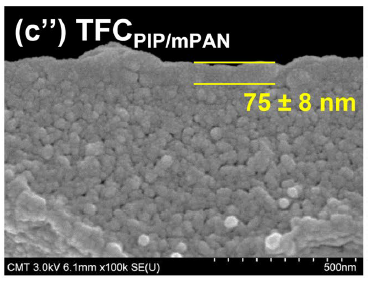 (c”) TFCPIP/mPAN
75 ± 8 nm
CMT 3.0kV 6.1mm x100k SE(U) 500nm